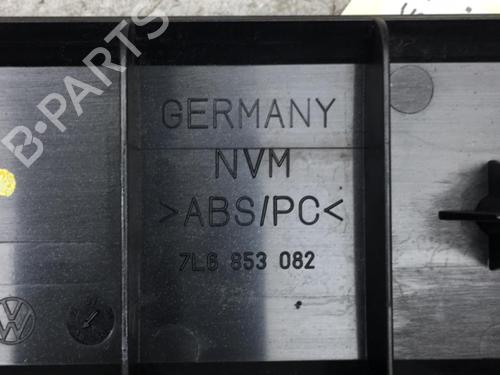 B-PARTS
GERMANY
NVM
>ABS/PC<
7L6 853 082